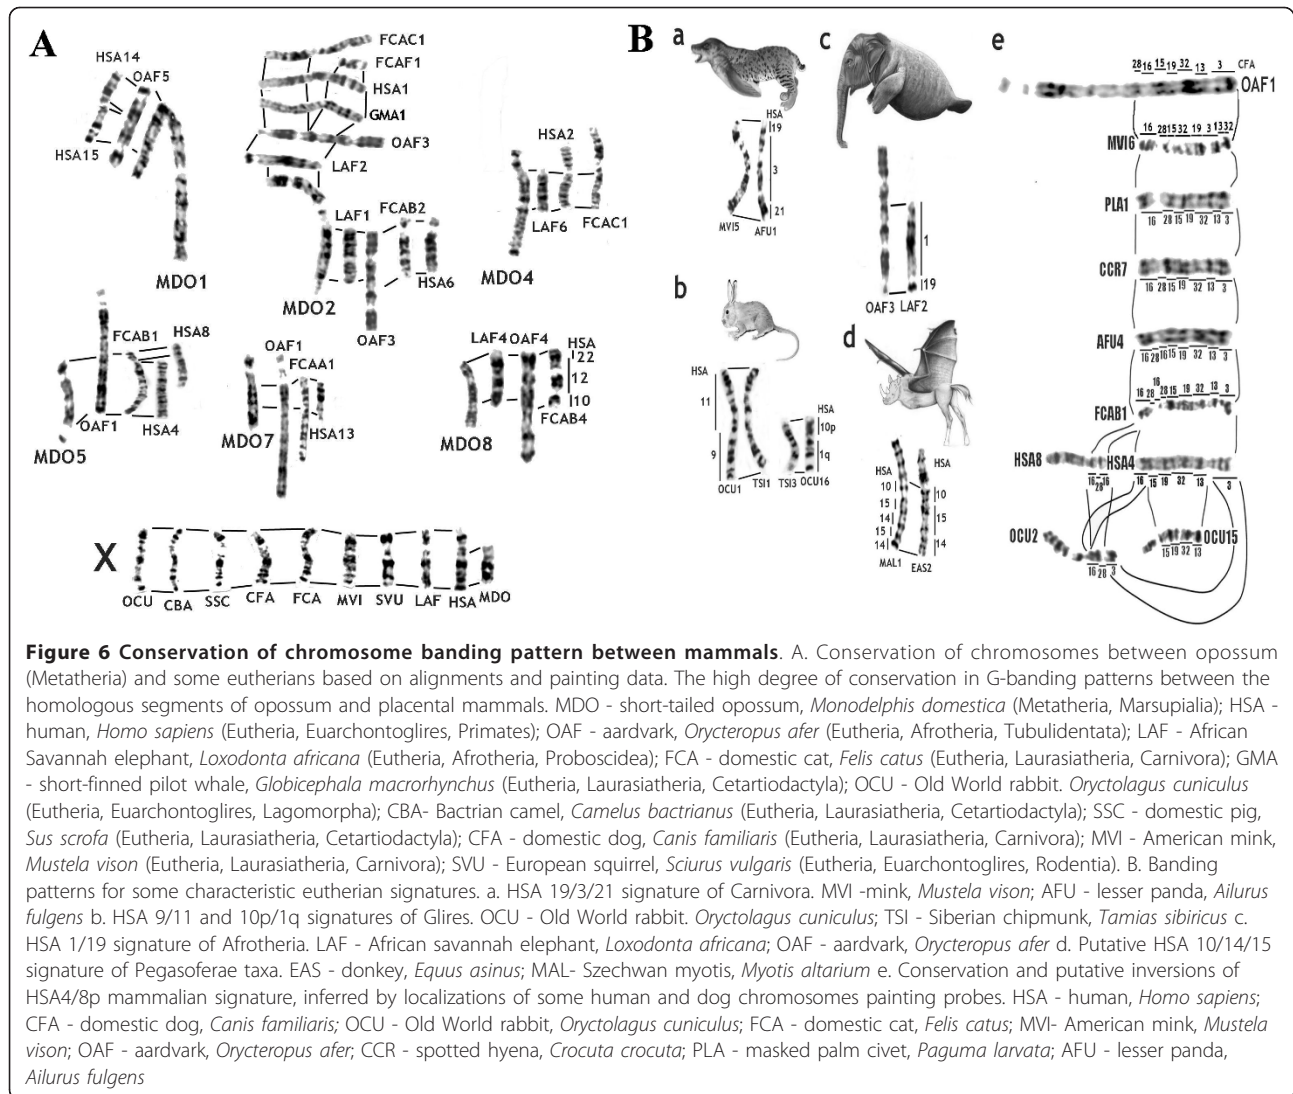 A
HSA14
OAF5
HSA15
MDO1
FCAC1
FCAF1
HSA1
GMA1
OAF3
LAF2
LAF1
FCAB2
HSA6
MDO2
OAF3
HSA2
LAF6
FCAC1
MDO4
FCAB1
HSA8
OAF1
HSA4
MDO5
OAF1
FCAA1
HSA13
MDO7
LAF4 OAF4 HSA
22
12
10
FCAB4
MDO8
X
OCU CBA SSC CFA FCA MVI SVU LAF HSA MDO
B
a
HSA
19
3
21
MVI5 AFU1
b
HSA
11
9
OCU1 TSI1
HSA
10p
1q
TSI3 OCU16
c
1
19
OAF3 LAF2
d
HSA
10
15
14
15
14
MAL1
HSA
10
15
14
EAS2
e
28 16 15 19 32 13 3 CFA
OAF1
16 28 15 32 19 3 13 32
MVI6
PLA1
16 28 15 19 32 13 3
CCR7
16 28 15 19 32 13 3
AFU4
16 28 16 15 19 32 13 3
16 28 16 28 15 19 32 13 3
FCAB1
HSA8
16 28 16
HSA4
16 15 19 32 13 3
OCU2
16 28 3
OCU15
15 19 32 13
Figure 6 Conservation of chromosome banding pattern between mammals. A. Conservation of chromosomes between opossum
(Metatheria) and some eutherians based on alignments and painting data. The high degree of conservation in G-banding patterns between the
homologous segments of opossum and placental mammals. MDO - short-tailed opossum, Monodelphis domestica (Metatheria, Marsupialia); HSA -
human, Homo sapiens (Eutheria, Euarchontoglires, Primates); OAF - aardvark, Orycteropus afer (Eutheria, Afrotheria, Tubulidentata); LAF - African
Savannah elephant, Loxodonta africana (Eutheria, Afrotheria, Proboscidea); FCA - domestic cat, Felis catus (Eutheria, Laurasiatheria, Carnivora); GMA
- short-finned pilot whale, Globicephala macrorhynchus (Eutheria, Laurasiatheria, Cetartiodactyla); OCU - Old World rabbit. Oryctolagus cuniculus
(Eutheria, Euarchontoglires, Lagomorpha); CBA- Bactrian camel, Camelus bactrianus (Eutheria, Laurasiatheria, Cetartiodactyla); SSC - domestic pig,
Sus scrofa (Eutheria, Laurasiatheria, Cetartiodactyla); CFA - domestic dog, Canis familiaris (Eutheria, Laurasiatheria, Carnivora); MVI - American mink,
Mustela vison (Eutheria, Laurasiatheria, Carnivora); SVU - European squirrel, Sciurus vulgaris (Eutheria, Euarchontoglires, Rodentia). B. Banding
patterns for some characteristic eutherian signatures. a. HSA 19/3/21 signature of Carnivora. MVI -mink, Mustela vison; AFU - lesser panda, Ailurus
fulgens b. HSA 9/11 and 10p/1q signatures of Glires. OCU - Old World rabbit. Oryctolagus cuniculus; TSI - Siberian chipmunk, Tamias sibiricus c.
HSA 1/19 signature of Afrotheria. LAF - African savannah elephant, Loxodonta africana; OAF - aardvark, Orycteropus afer d. Putative HSA 10/14/15
signature of Pegasoferae taxa. EAS - donkey, Equus asinus; MAL- Szechwan myotis, Myotis altarium e. Conservation and putative inversions of
HSA4/8p mammalian signature, inferred by localizations of some human and dog chromosomes painting probes. HSA - human, Homo sapiens;
CFA - domestic dog, Canis familiaris; OCU - Old World rabbit, Oryctolagus cuniculus; FCA - domestic cat, Felis catus; MVI- American mink, Mustela
vison; OAF - aardvark, Orycteropus afer; CCR - spotted hyena, Crocuta crocuta; PLA - masked palm civet, Paguma larvata; AFU - lesser panda,
Ailurus fulgens